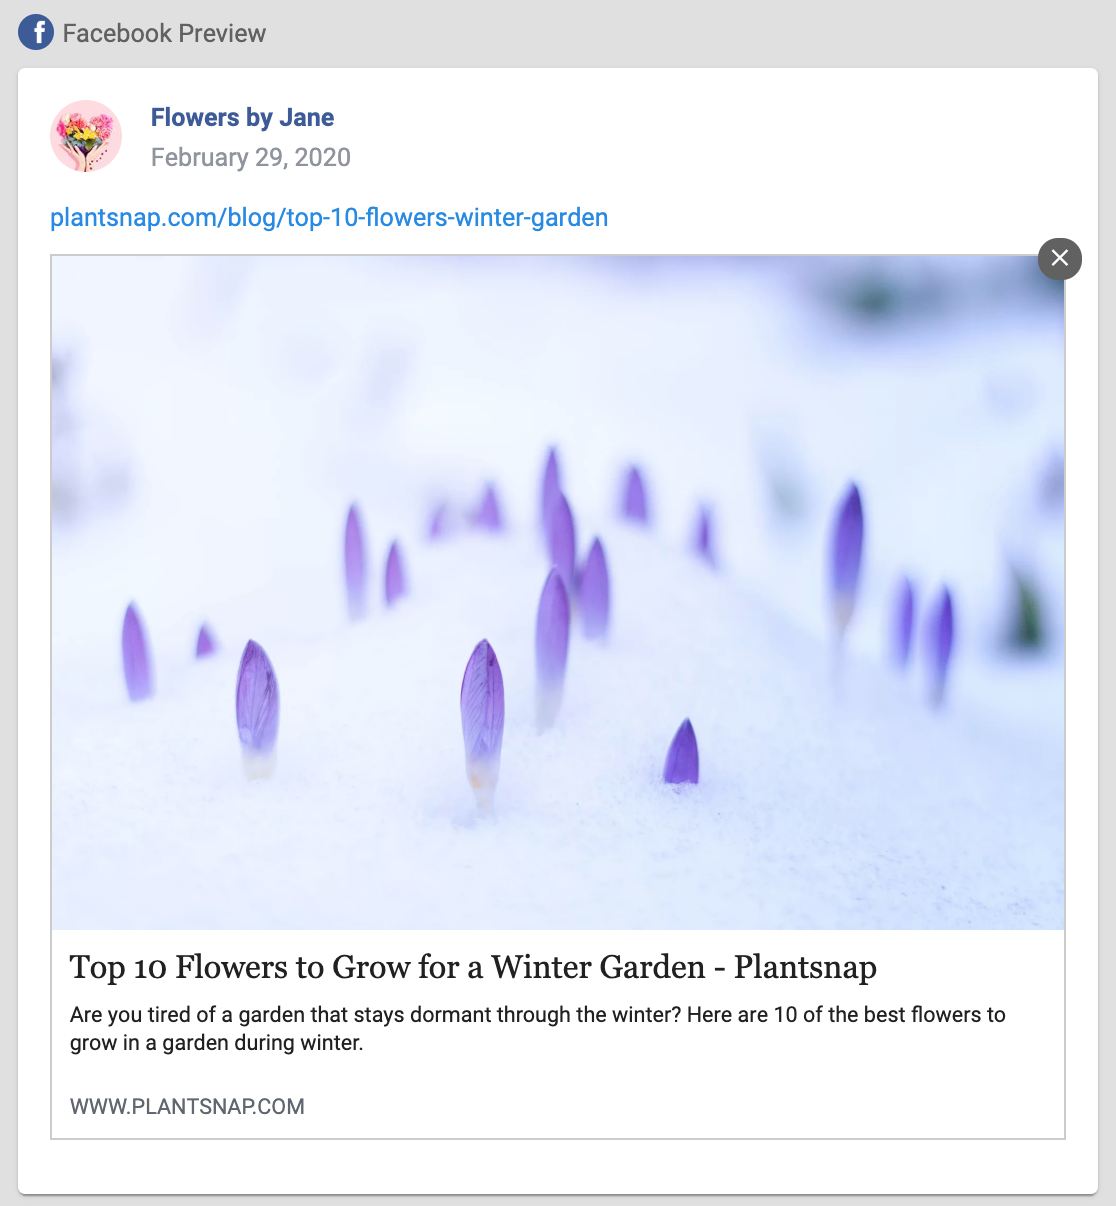 Facebook Preview
Flowers by Jane
February 29, 2020
plantsnap.com/blog/top-10-flowers-winter-garden
Top 10 Flowers to Grow for a Winter Garden - Plantsnap
Are you tired of a garden that stays dormant through the winter? Here are 10 of the best flowers to
grow in a garden during winter.
WWW.PLANTSNAP.COM